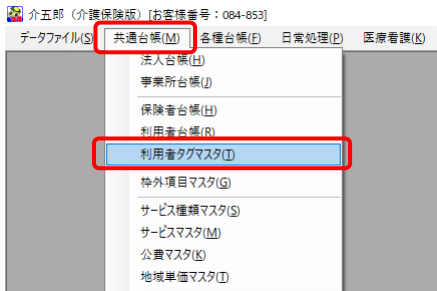 介五郎（介護保険版）[お客様番号：084-853]
データファイル(S) 共通台帳(M) 各種台帳(F) 日常処理(P) 医療看護(K)
法人台帳(H)
事業所台帳(J)
保険者台帳(H)
利用者台帳(R)
利用者タグマスタ(T)
枠外項目マスタ(G)
サービス種類マスタ(S)
サービスマスタ(M)
公費マスタ(K)
地域単価マスタ(T)